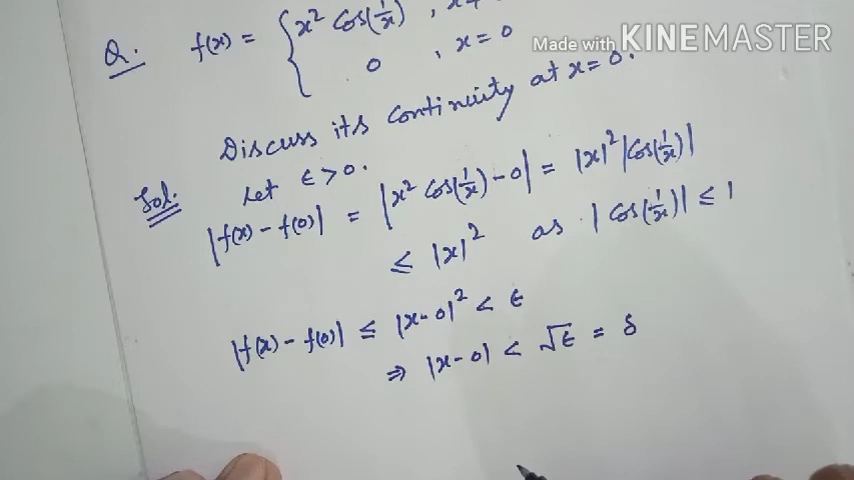 Q. f(x) = { x² Cos(1/x) , x
0 , x = 0
Made with KINEMASTER
Discuss its continuity at x = 0.
Sol. Let ϵ > 0.
|f(x) - f(0)| = |x² Cos(1/x) - 0| = |x|² |Cos(1/x)|
≤ |x|² as |Cos(1/x)| ≤ 1
|f(x) - f(0)| ≤ |x - 0|² < ϵ
⇒ |x - 0| < √ϵ = δ